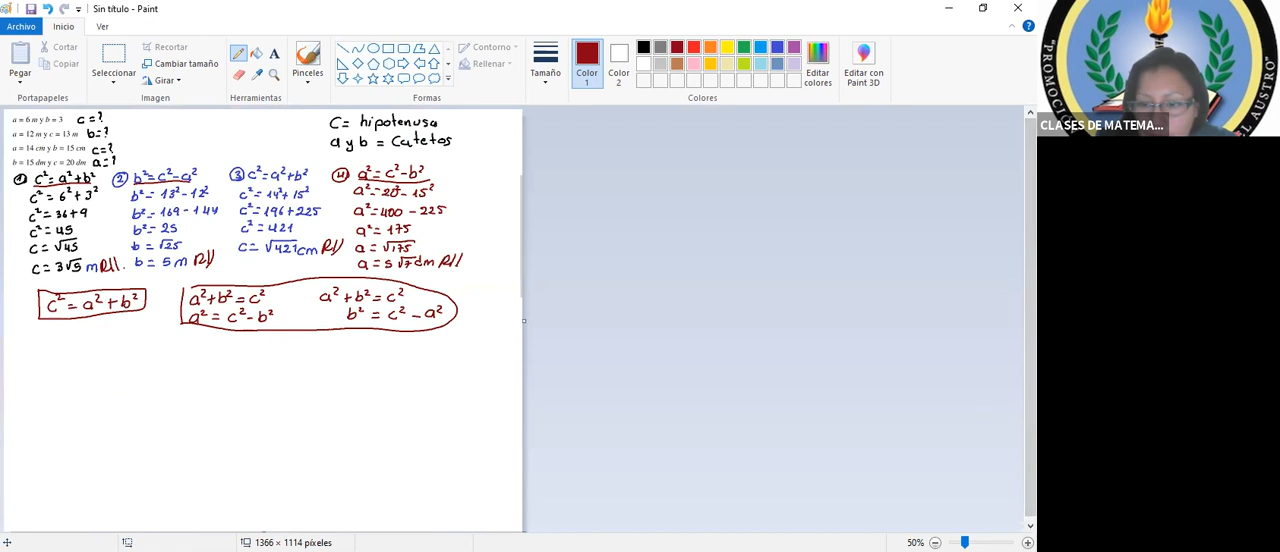 Sin título - Paint
Archivo
Inicio
Ver
Pegar
Cortar
Copiar
Portapapeles
Seleccionar
Recortar
Cambiar tamaño
Girar
Imagen
Herramientas
Pinceles
Contorno
Rellenar
Formas
Tamaño
Color 1
Color 2
Editar colores
Colores
Editar con Paint 3D
CLASES DE MATEMA...
a = 6 m y b = 3 c=?
a = 12 m y c = 13 m b=?
a = 14 cm y b = 15 cm c=?
b = 15 dm y c = 20 dm a=?
C= hipotenusa
a y b = Catetos
① c²=a²+b²
c²= 6²+3²
c²= 36+9
c²= 45
c= √45
c= 3√5 m R//.
② b²=c²-a²
b²= 13²-12²
b²= 169-144
b²= 25
b= √25
b= 5 m R//
③ c²=a²+b²
c²= 14²+15²
c²= 196+225
c²= 421
c= √421 cm R//
④ a²=c²-b²
a²= 20²-15²
a²= 400-225
a²= 175
a= √175
a= 5√7 dm R//
c²= a²+b²
a²+b²=c²
a²= c²-b²
a²+b²=c²
b²= c²-a²
1366 × 1114 píxeles
50%